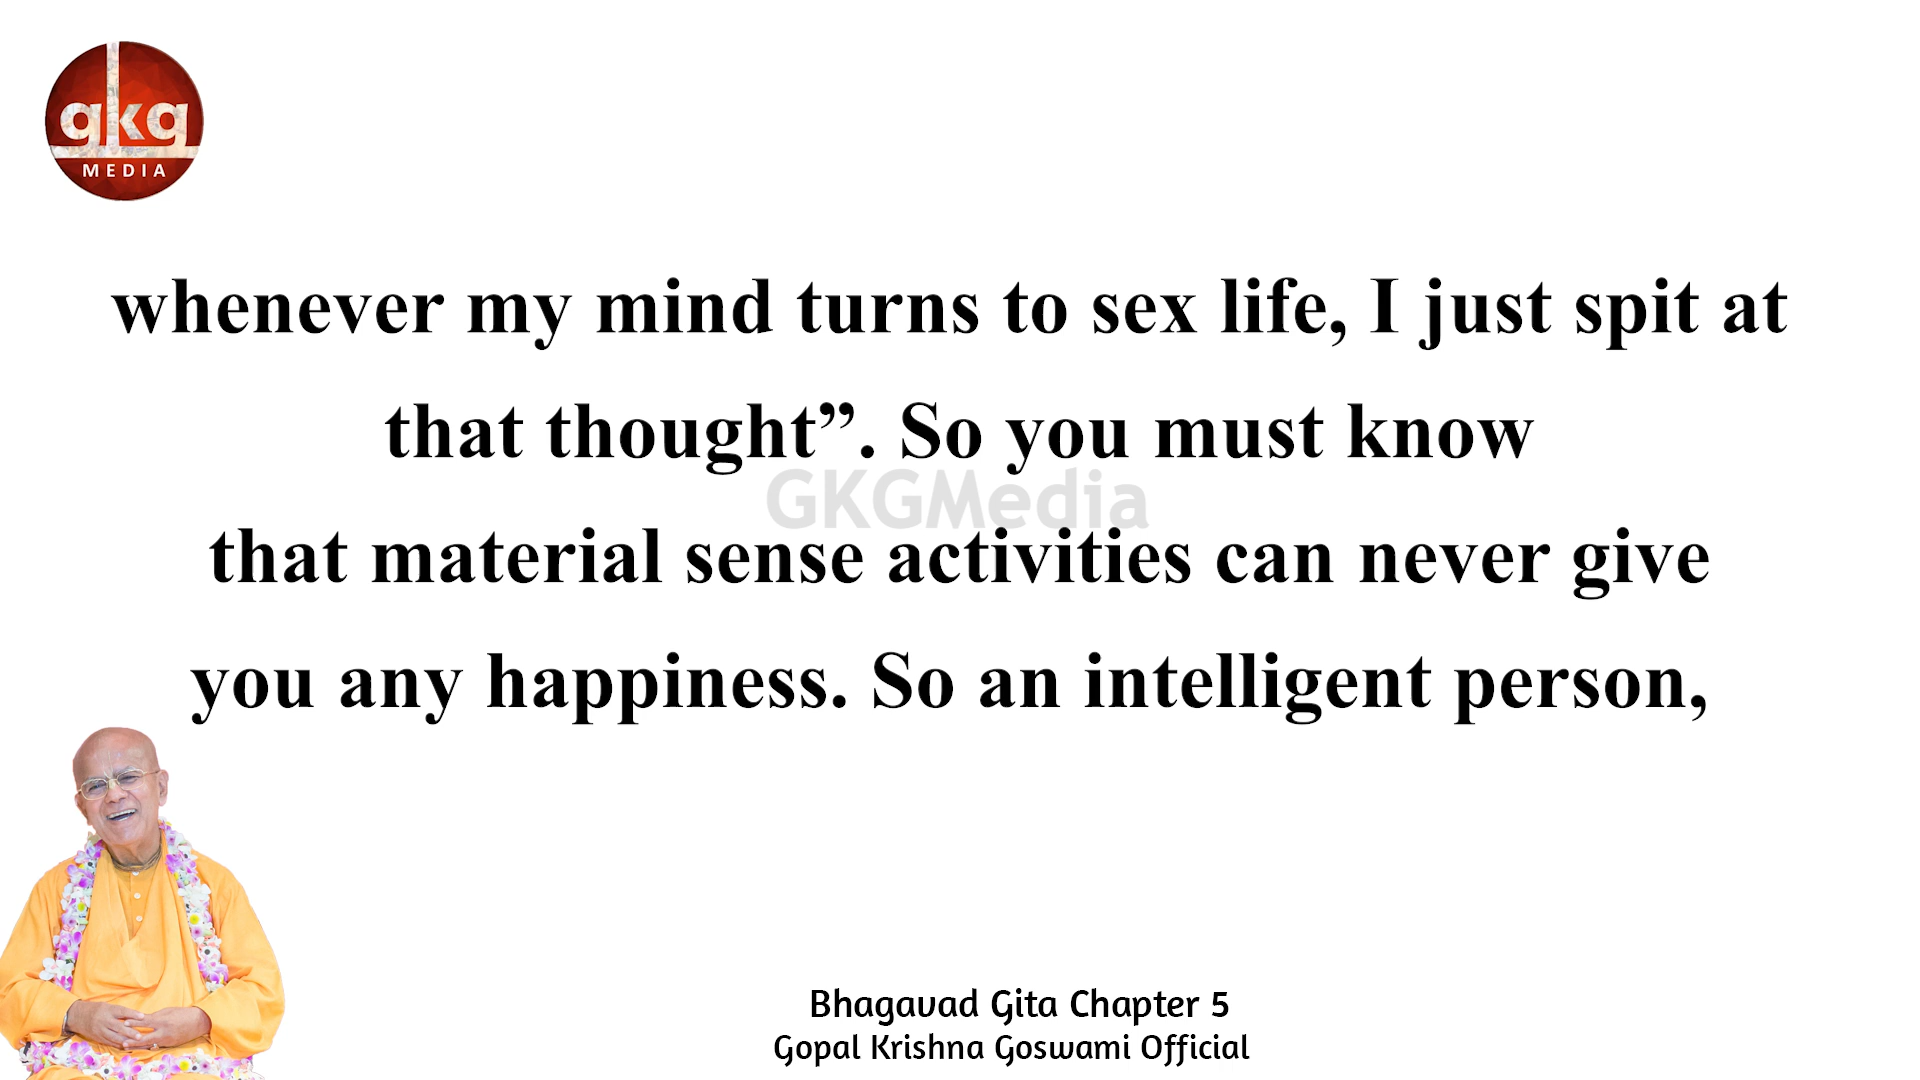 gkg
MEDIA
whenever my mind turns to sex life, I just spit at
that thought”. So you must know
GKGMedia
that material sense activities can never give
you any happiness. So an intelligent person,
Bhagavad Gita Chapter 5
Gopal Krishna Goswami Official